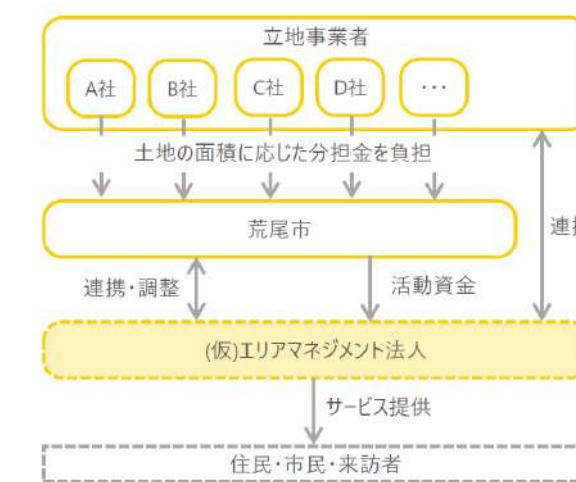 立地事業者
A社 B社 C社 D社 ･･･
土地の面積に応じた分担金を負担
荒尾市
連携・調整
活動資金
(仮)エリアマネジメント法人
サービス提供
住民・市民・来訪者